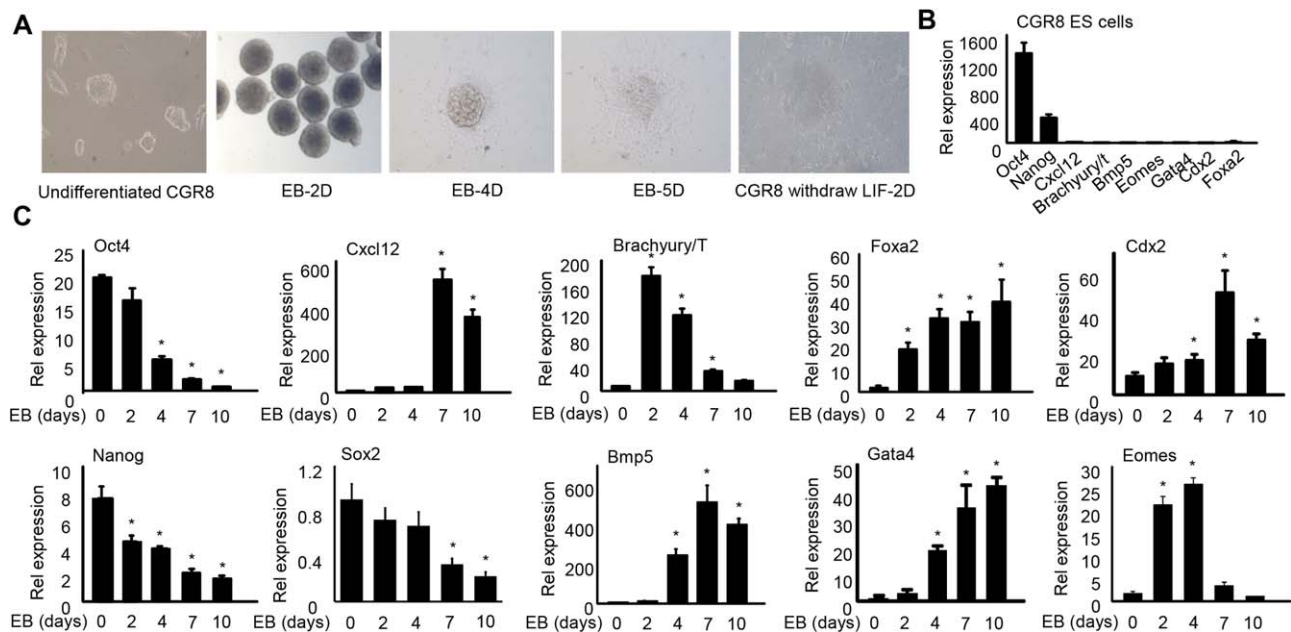 A
Undifferentiated CGR8
EB-2D
EB-4D
EB-5D
CGR8 withdraw LIF-2D
B
CGR8 ES cells
Rel expression
1600
1200
800
400
0
Oct4
Nanog
Cxcl12
Brachyury/t
Bmp5
Eomes
Gata4
Cdx2
Foxa2
C
Oct4
Rel expression
25
20
15
10
5
0
* * *
EB (days) 0 2 4 7 10
Cxcl12
Rel expression
600
400
200
0
* *
EB (days) 0 2 4 7 10
Brachyury/T
Rel expression
200
160
120
80
40
0
* * *
EB (days) 0 2 4 7 10
Foxa2
Rel expression
60
50
40
30
20
10
0
* * * *
EB (days) 0 2 4 7 10
Cdx2
Rel expression
60
40
20
0
* * *
EB (days) 0 2 4 7 10
Nanog
Rel expression
10
8
6
4
2
0
* * * *
EB (days) 0 2 4 7 10
Sox2
Rel expression
1.2
0.8
0.4
0
* *
EB (days) 0 2 4 7 10
Bmp5
Rel expression
600
400
200
0
* * *
EB (days) 0 2 4 7 10
Gata4
Rel expression
50
40
30
20
10
0
* * *
EB (days) 0 2 4 7 10
Eomes
Rel expression
30
25
20
15
10
5
0
* *
EB (days) 0 2 4 7 10